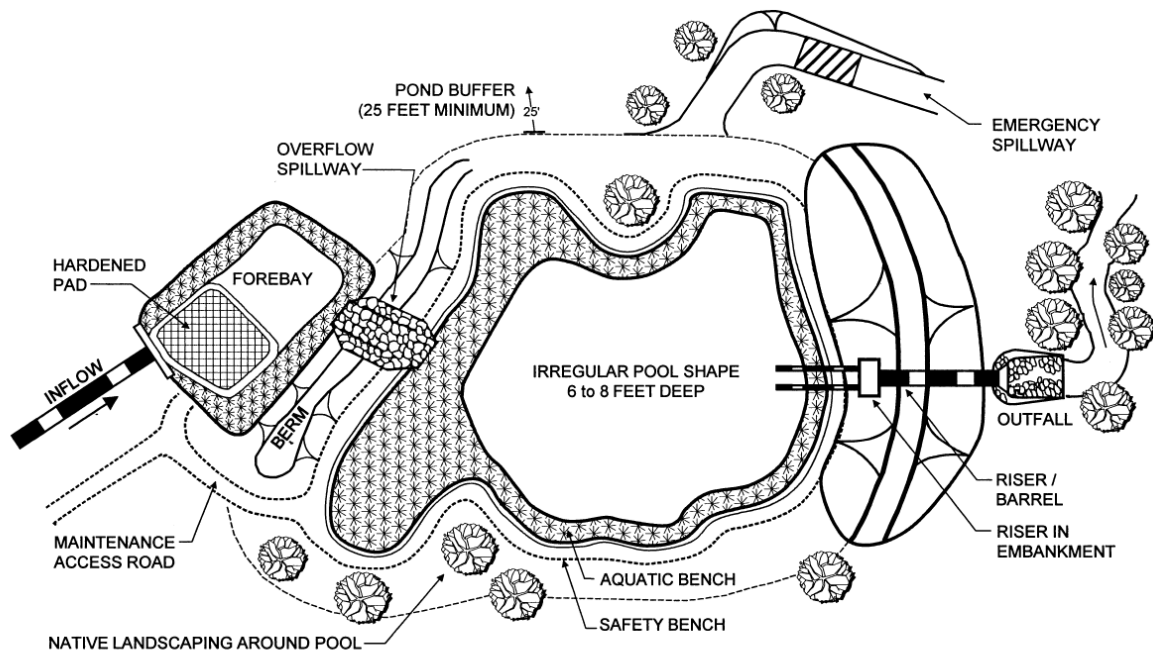 POND BUFFER
(25 FEET MINIMUM)
25'
EMERGENCY
SPILLWAY
OVERFLOW
SPILLWAY
HARDENED
PAD
FOREBAY
INFLOW
BERM
IRREGULAR POOL SHAPE
6 to 8 FEET DEEP
OUTFALL
RISER /
BARREL
RISER IN
EMBANKMENT
MAINTENANCE
ACCESS ROAD
AQUATIC BENCH
SAFETY BENCH
NATIVE LANDSCAPING AROUND POOL